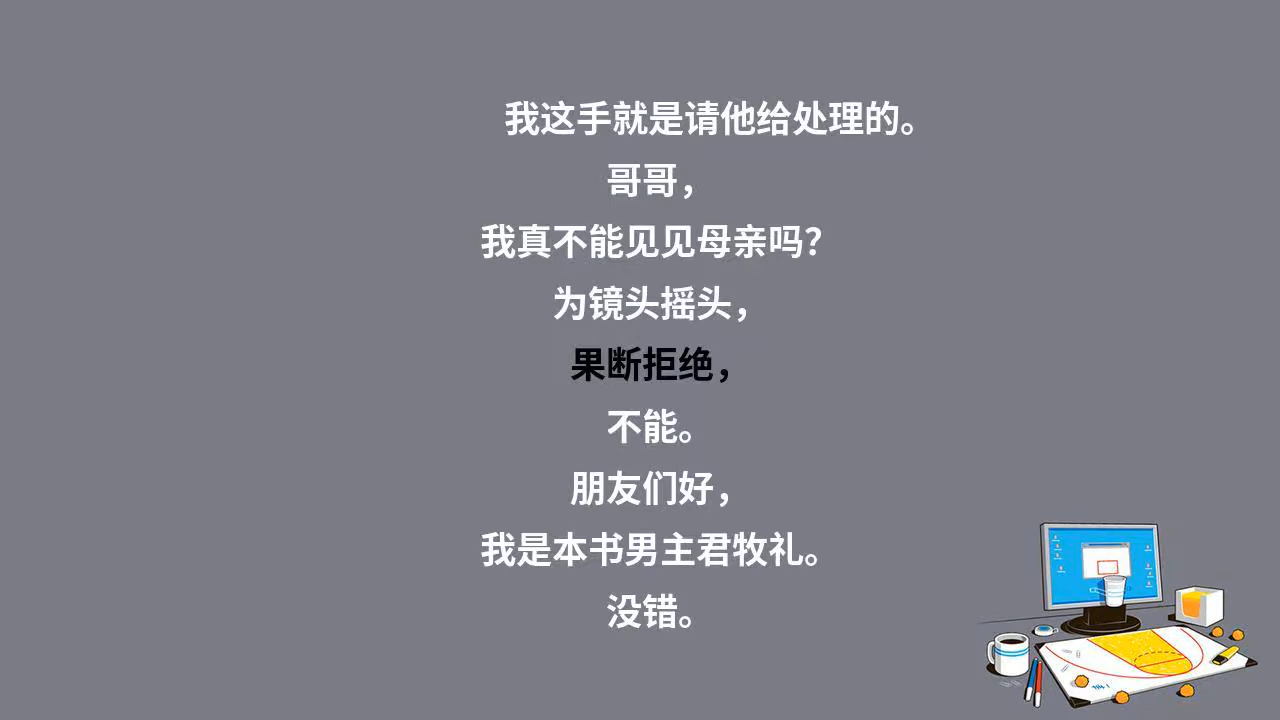 我这手就是请他给处理的。
哥哥，
我真不能见见母亲吗？
为镜头摇头，
果断拒绝，
不能。
朋友们好，
我是本书男主君牧礼。
没错。